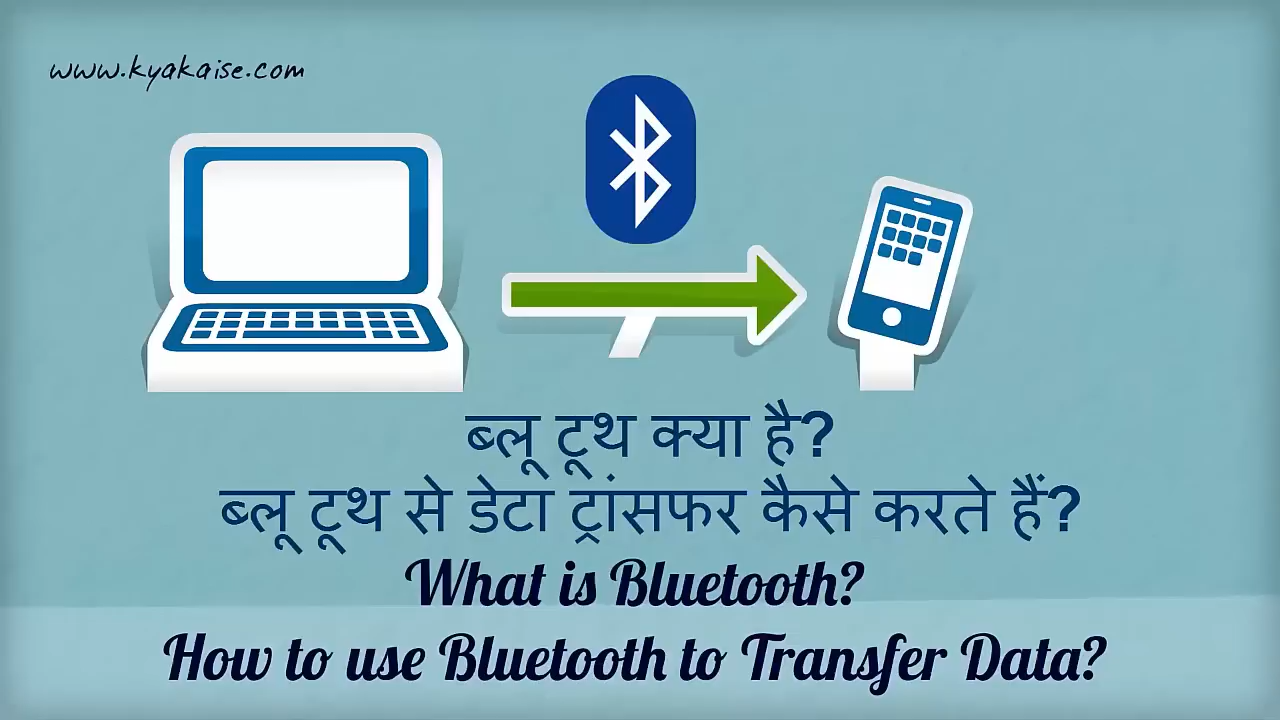 www.kyakaise.com
ब्लू टूथ क्या है?
ब्लू टूथ से डेटा ट्रांसफर कैसे करते हैं?
What is Bluetooth?
How to use Bluetooth to Transfer Data?